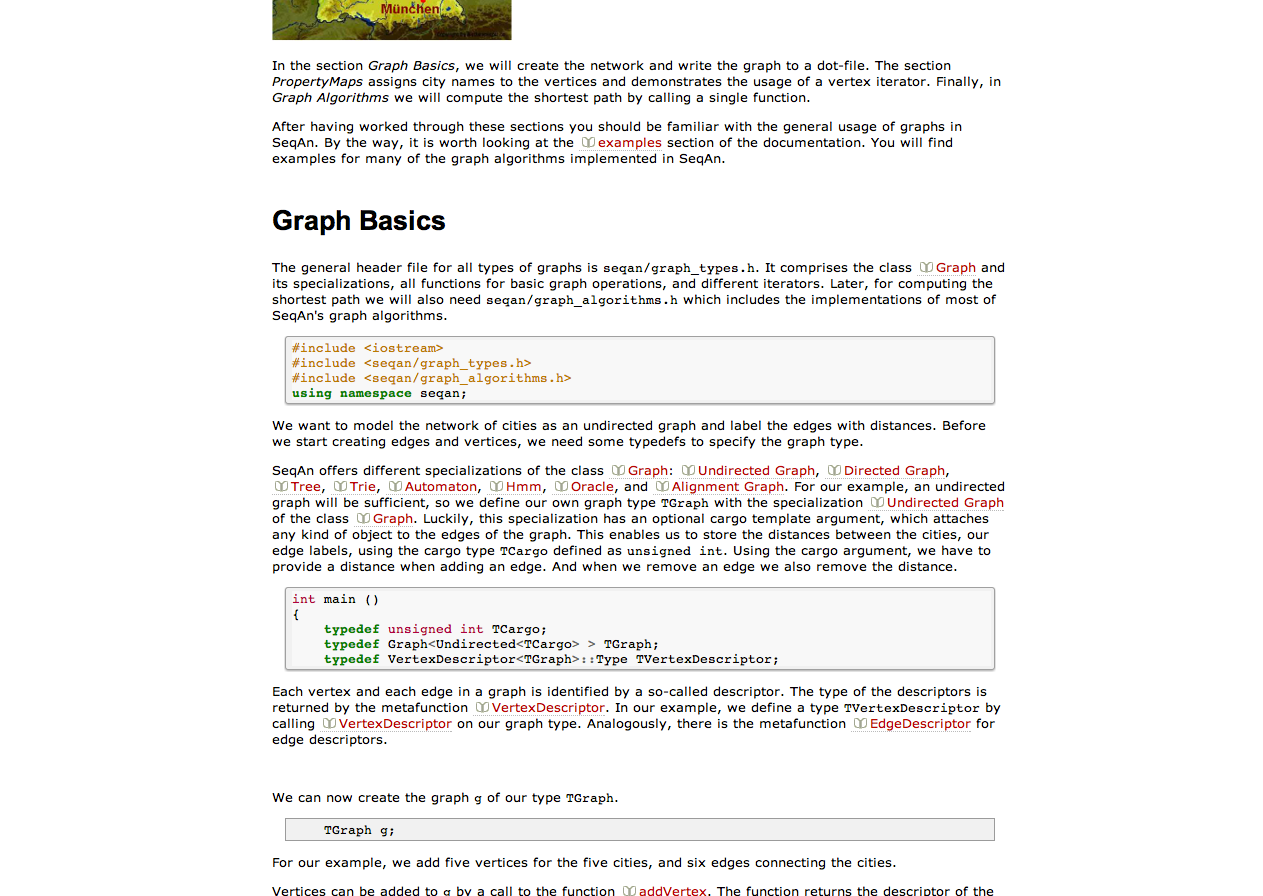 München
In the section Graph Basics, we will create the network and write the graph to a dot-file. The section
PropertyMaps assigns city names to the vertices and demonstrates the usage of a vertex iterator. Finally, in
Graph Algorithms we will compute the shortest path by calling a single function.
After having worked through these sections you should be familiar with the general usage of graphs in
SeqAn. By the way, it is worth looking at the examples section of the documentation. You will find
examples for many of the graph algorithms implemented in SeqAn.
Graph Basics
The general header file for all types of graphs is seqan/graph_types.h. It comprises the class Graph and
its specializations, all functions for basic graph operations, and different iterators. Later, for computing the
shortest path we will also need seqan/graph_algorithms.h which includes the implementations of most of
SeqAn's graph algorithms.
#include <iostream>
#include <seqan/graph_types.h>
#include <seqan/graph_algorithms.h>
using namespace seqan;
We want to model the network of cities as an undirected graph and label the edges with distances. Before
we start creating edges and vertices, we need some typedefs to specify the graph type.
SeqAn offers different specializations of the class Graph: Undirected Graph, Directed Graph,
Tree, Trie, Automaton, Hmm, Oracle, and Alignment Graph. For our example, an undirected
graph will be sufficient, so we define our own graph type TGraph with the specialization Undirected Graph
of the class Graph. Luckily, this specialization has an optional cargo template argument, which attaches
any kind of object to the edges of the graph. This enables us to store the distances between the cities, our
edge labels, using the cargo type TCargo defined as unsigned int. Using the cargo argument, we have to
provide a distance when adding an edge. And when we remove an edge we also remove the distance.
int main ()
{
    typedef unsigned int TCargo;
    typedef Graph<Undirected<TCargo> > TGraph;
    typedef VertexDescriptor<TGraph>::Type TVertexDescriptor;
Each vertex and each edge in a graph is identified by a so-called descriptor. The type of the descriptors is
returned by the metafunction VertexDescriptor. In our example, we define a type TVertexDescriptor by
calling VertexDescriptor on our graph type. Analogously, there is the metafunction EdgeDescriptor for
edge descriptors.
We can now create the graph g of our type TGraph.
    TGraph g;
For our example, we add five vertices for the five cities, and six edges connecting the cities.
Vertices can be added to g by a call to the function addVertex. The function returns the descriptor of the